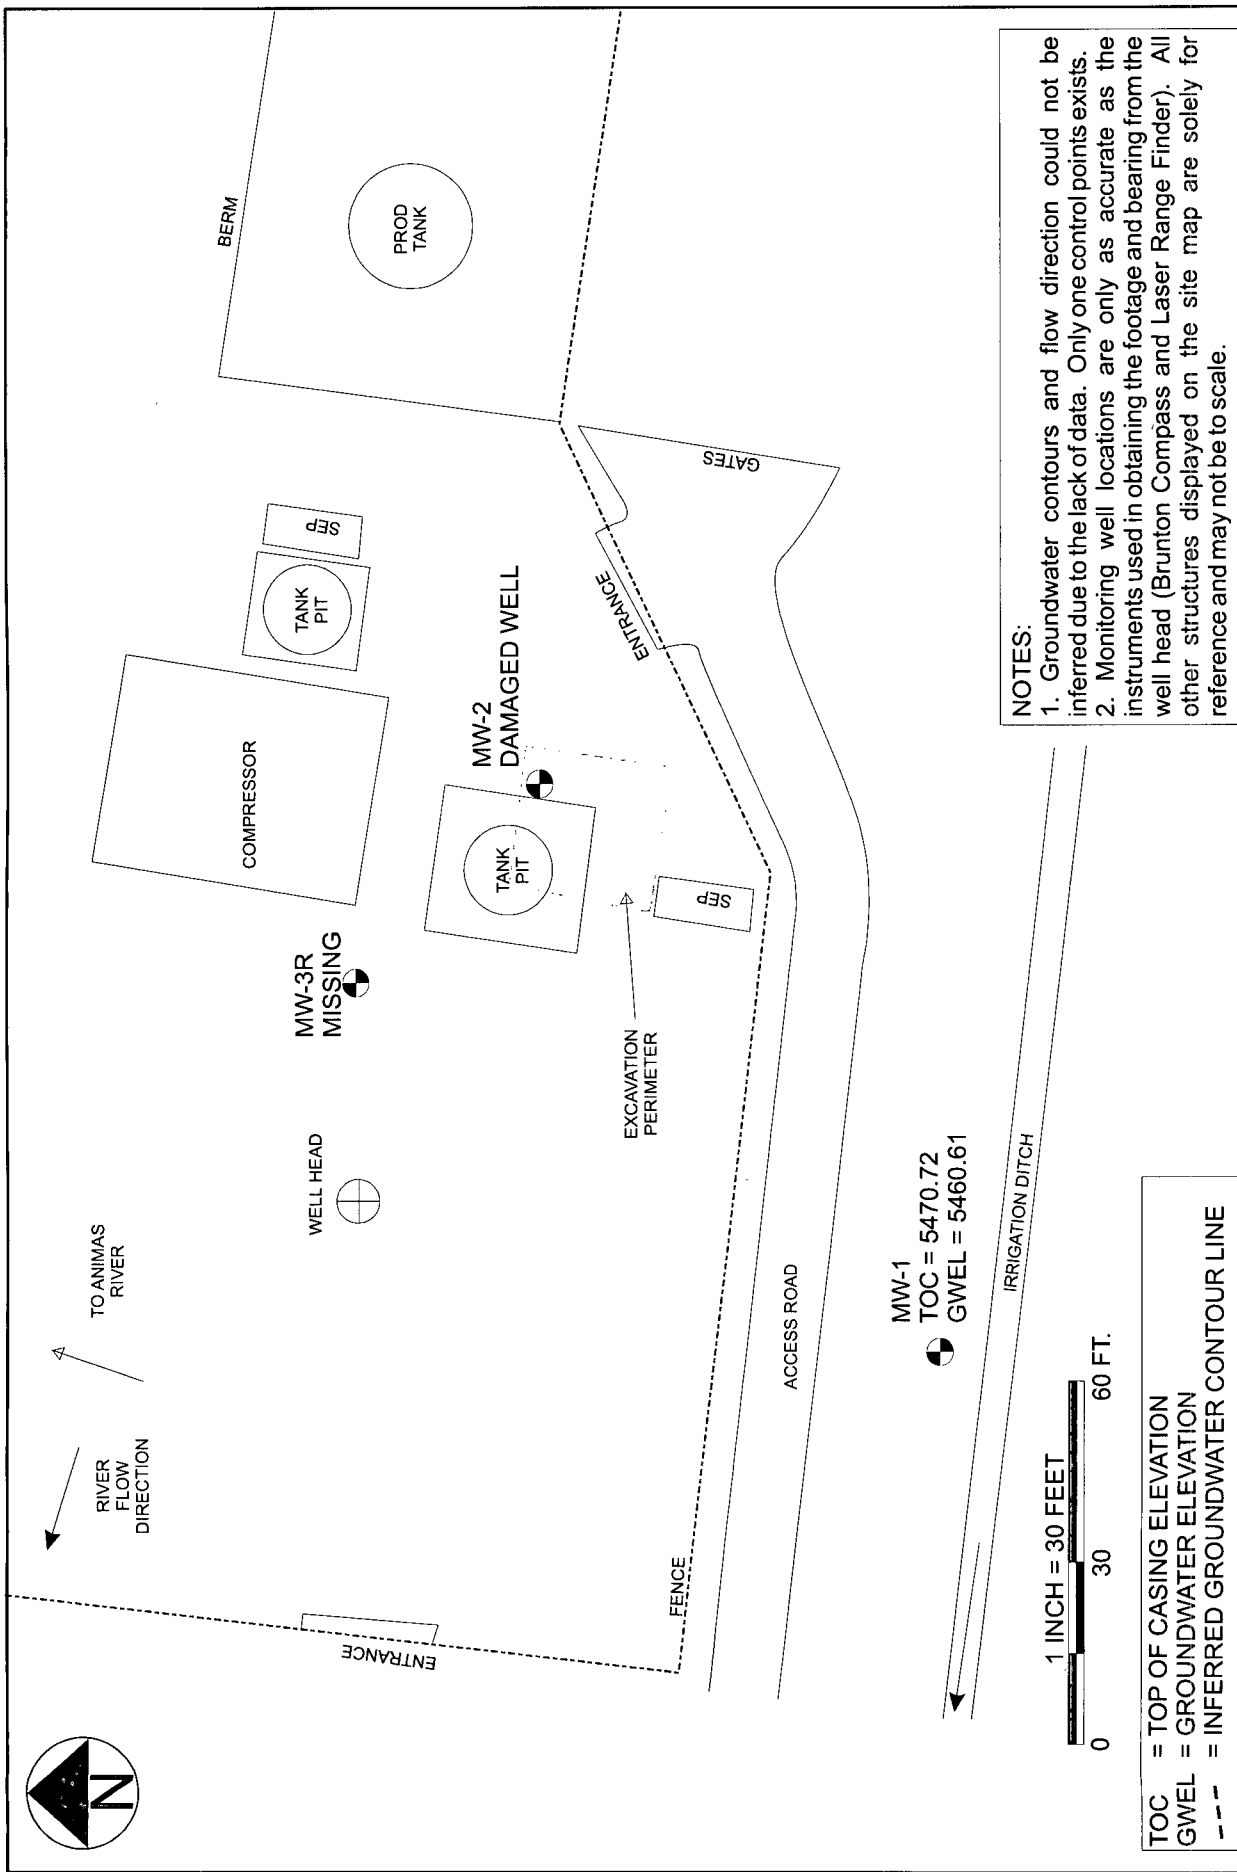 N
RIVER
FLOW
DIRECTION
TO ANIMAS
RIVER
WELL HEAD
MW-3R
MISSING
COMPRESSOR
TANK
PIT
SEP
BERM
PROD
TANK
MW-2
DAMAGED WELL
TANK
PIT
SEP
EXCAVATION
PERIMETER
ENTRANCE
GATES
ENTRANCE
FENCE
ACCESS ROAD
MW-1
TOC = 5470.72
GWEL = 5460.61
IRRIGATION DITCH
1 INCH = 30 FEET
0 30 60 FT.
TOC = TOP OF CASING ELEVATION
GWEL = GROUNDWATER ELEVATION
--- = INFERRED GROUNDWATER CONTOUR LINE
NOTES:
1. Groundwater contours and flow direction could not be
inferred due to the lack of data. Only one control points exists.
2. Monitoring well locations are only as accurate as the
instruments used in obtaining the footage and bearing from the
well head (Brunton Compass and Laser Range Finder). All
other structures displayed on the site map are solely for
reference and may not be to scale.